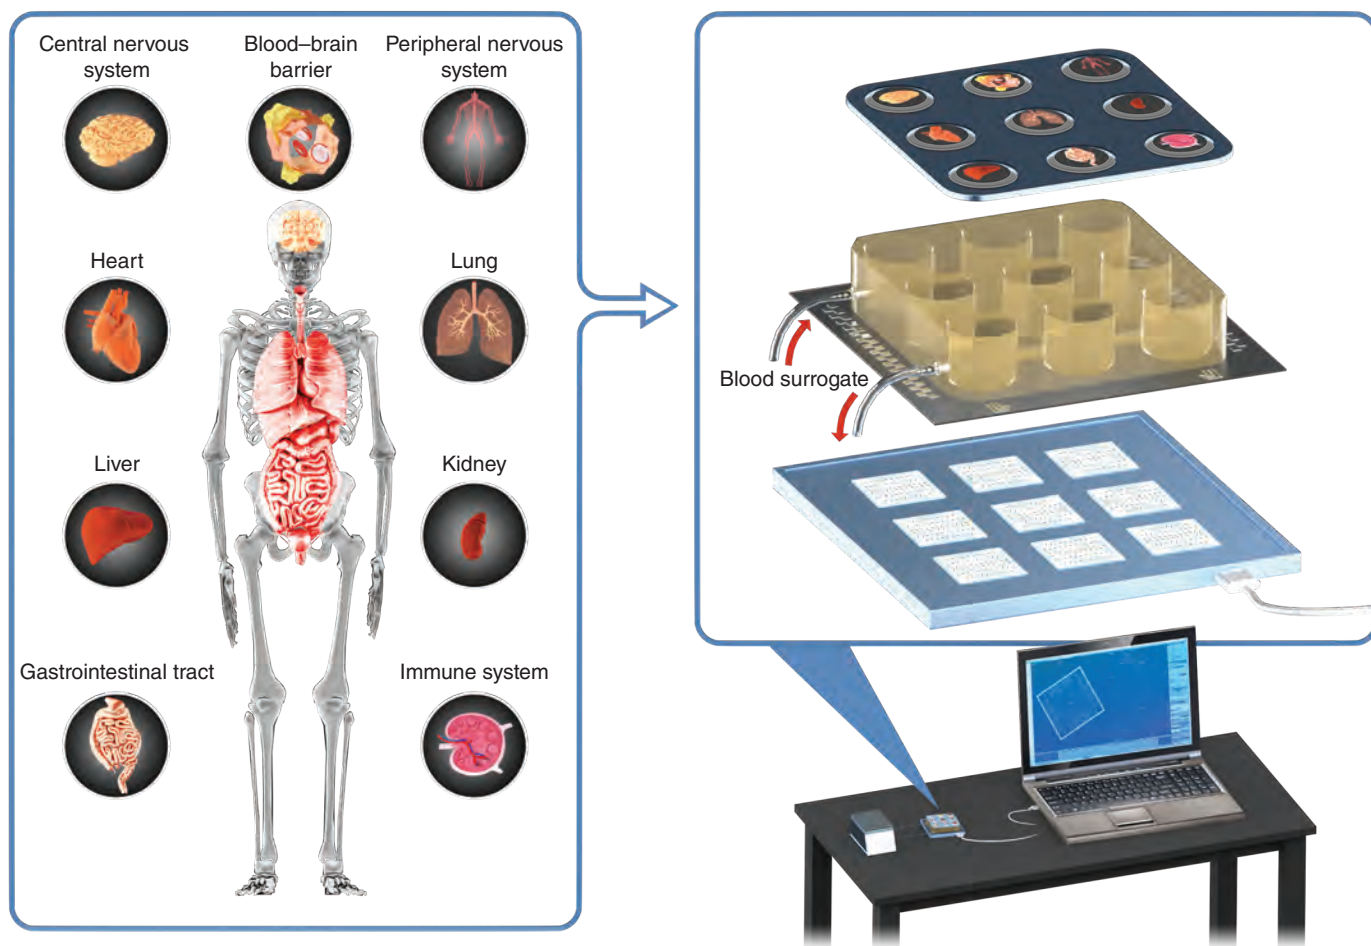 Central nervous
system
Blood–brain
barrier
Peripheral nervous
system
Heart
Lung
Liver
Kidney
Gastrointestinal tract
Immune system
Blood surrogate